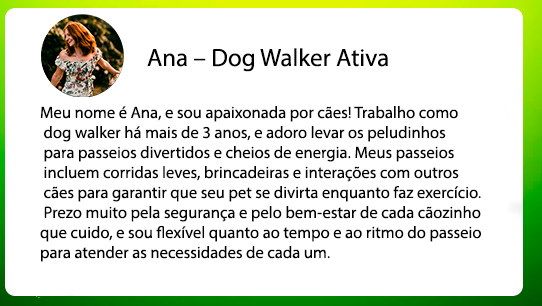 Ana – Dog Walker Ativa
Meu nome é Ana, e sou apaixonada por cães! Trabalho como
dog walker há mais de 3 anos, e adoro levar os peludinhos
para passeios divertidos e cheios de energia. Meus passeios
incluem corridas leves, brincadeiras e interações com outros
cães para garantir que seu pet se divirta enquanto faz exercício.
Prezo muito pela segurança e pelo bem-estar de cada cãozinho
que cuido, e sou flexível quanto ao tempo e ao ritmo do passeio
para atender as necessidades de cada um.